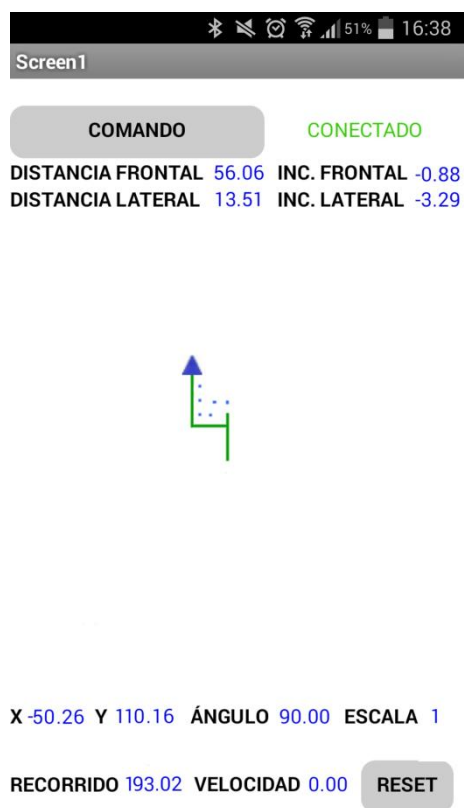 51% 16:38
Screen1
COMANDO CONECTADO
DISTANCIA FRONTAL 56.06 INC. FRONTAL -0.88
DISTANCIA LATERAL 13.51 INC. LATERAL -3.29
X -50.26 Y 110.16 ÁNGULO 90.00 ESCALA 1
RECORRIDO 193.02 VELOCIDAD 0.00 RESET